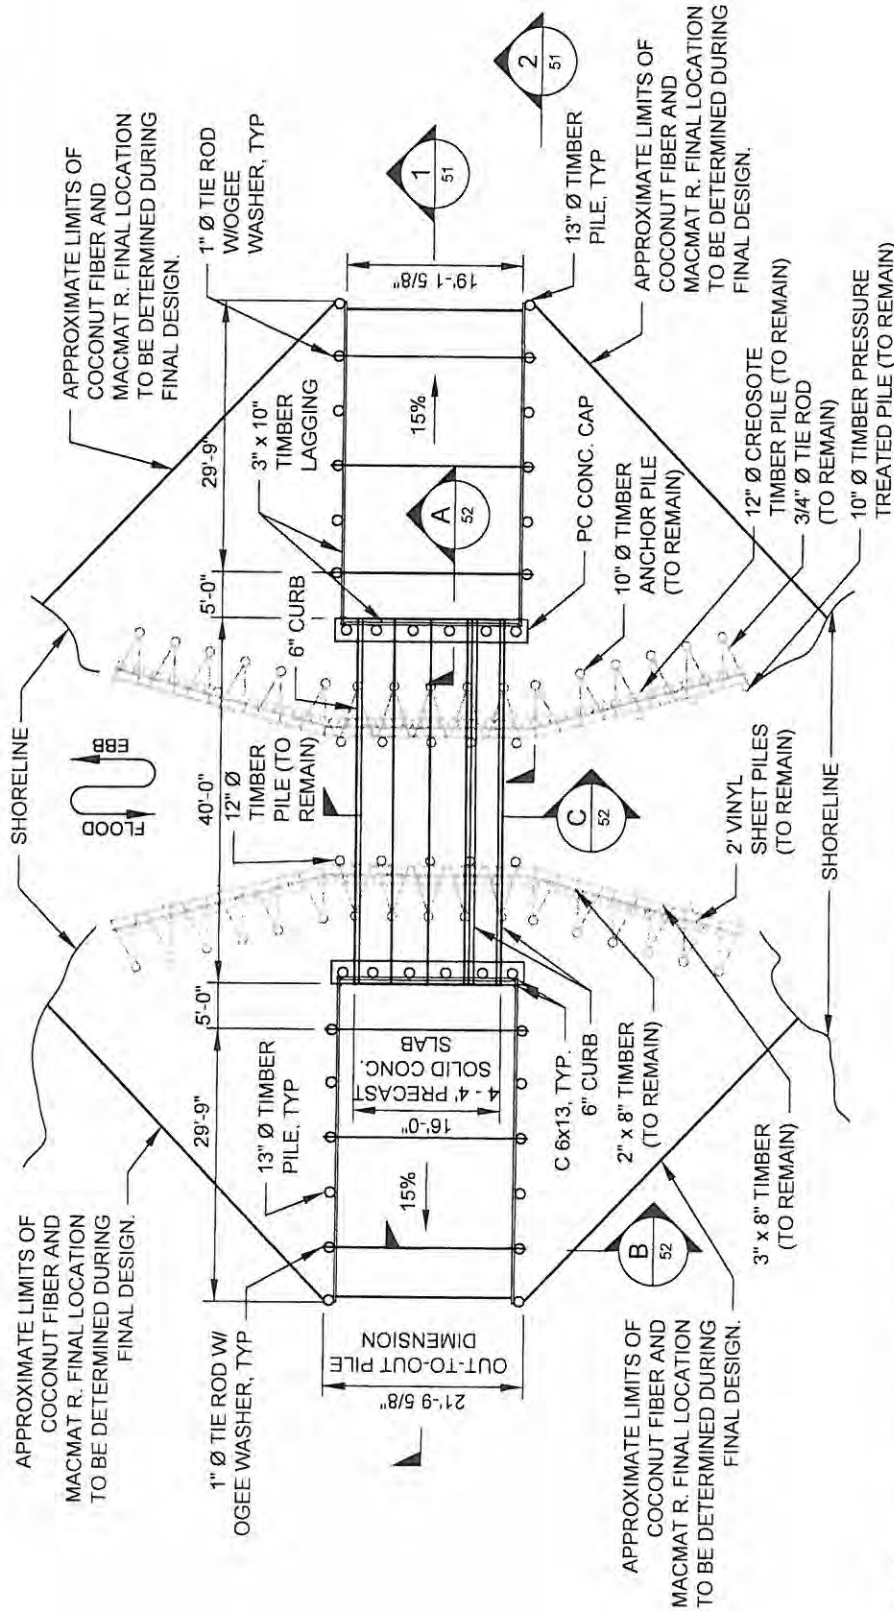 APPROXIMATE LIMITS OF
COCONUT FIBER AND
MACMAT R. FINAL LOCATION
TO BE DETERMINED DURING
FINAL DESIGN.
1" Ø TIE ROD W/
OGEE WASHER, TYP
13" Ø TIMBER
PILE, TYP
29'-9"
5'-0"
40'-0"
5'-0"
29'-9"
SHORELINE
FLOOD
EBB
12" Ø
TIMBER
PILE (TO
REMAIN)
6" CURB
3" x 10"
TIMBER
LAGGING
APPROXIMATE LIMITS OF
COCONUT FIBER AND
MACMAT R. FINAL LOCATION
TO BE DETERMINED DURING
FINAL DESIGN.
1" Ø TIE ROD
W/OGEE
WASHER, TYP
21'-9 5/8"
OUT-TO-OUT PILE
DIMENSION
15%
16'-0"
4 - 4' PRECAST
SOLID CONC.
SLAB
A
52
15%
19'-1 5/8"
1
51
2
51
13" Ø TIMBER
PILE, TYP
APPROXIMATE LIMITS OF
COCONUT FIBER AND
MACMAT R. FINAL LOCATION
TO BE DETERMINED DURING
FINAL DESIGN.
B
52
C 6x13, TYP.
6" CURB
2" x 8" TIMBER
(TO REMAIN)
3" x 8" TIMBER
(TO REMAIN)
C
52
2' VINYL
SHEET PILES
(TO REMAIN)
SHORELINE
PC CONC. CAP
10" Ø TIMBER
ANCHOR PILE
(TO REMAIN)
12" Ø CREOSOTE
TIMBER PILE (TO REMAIN)
3/4" Ø TIE ROD
(TO REMAIN)
10" Ø TIMBER PRESSURE
TREATED PILE (TO REMAIN)
APPROXIMATE LIMITS OF
COCONUT FIBER AND
MACMAT R. FINAL LOCATION
TO BE DETERMINED DURING
FINAL DESIGN.